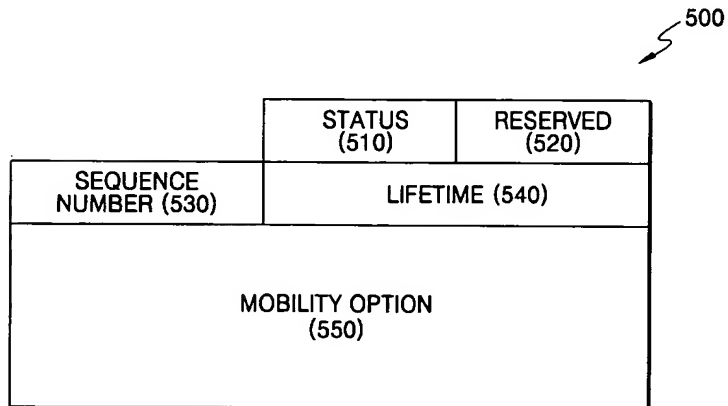 500
STATUS
(510)
RESERVED
(520)
SEQUENCE
NUMBER (530)
LIFETIME (540)
MOBILITY OPTION
(550)